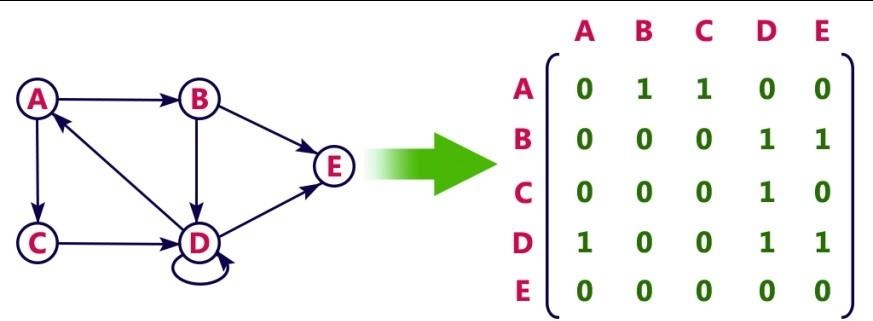 A B E
C D
A B C D E
A 0 1 1 0 0
B 0 0 0 1 1
C 0 0 0 1 0
D 1 0 0 1 1
E 0 0 0 0 0